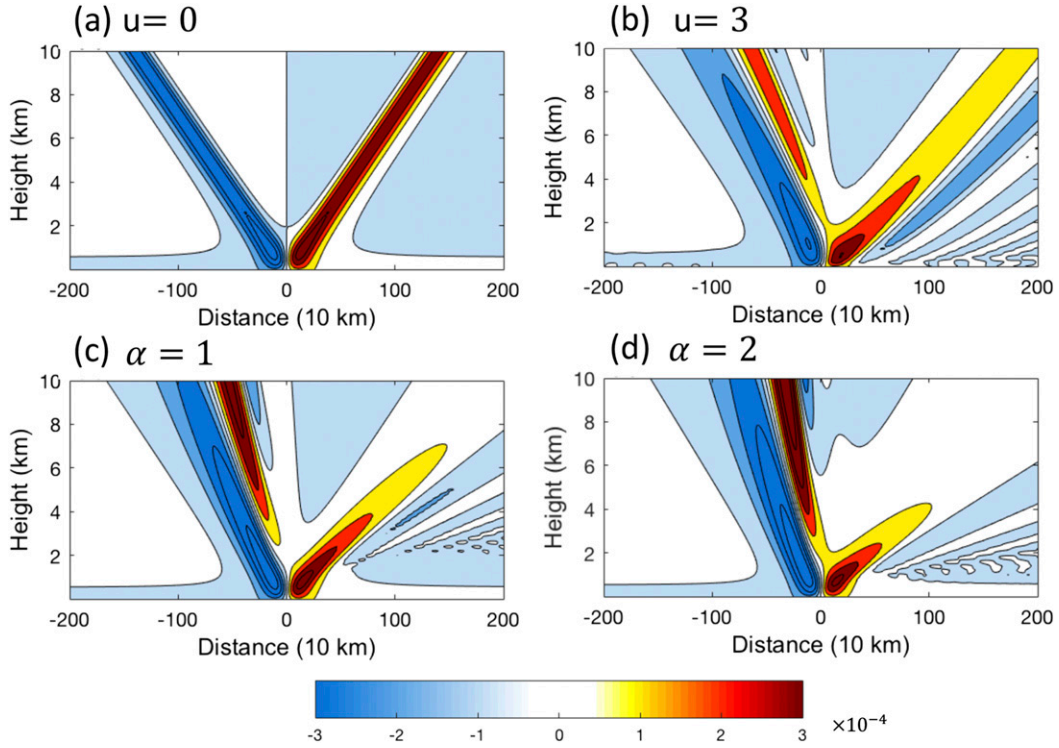 (a) u= 0
(b) u= 3
10
8
6
4
2
Height (km)
-200 -100 0 100 200
Distance (10 km)
10
8
6
4
2
Height (km)
-200 -100 0 100 200
Distance (10 km)
(c) α = 1
(d) α = 2
10
8
6
4
2
Height (km)
-200 -100 0 100 200
Distance (10 km)
10
8
6
4
2
Height (km)
-200 -100 0 100 200
Distance (10 km)
-3 -2 -1 0 1 2 3
×10⁻⁴